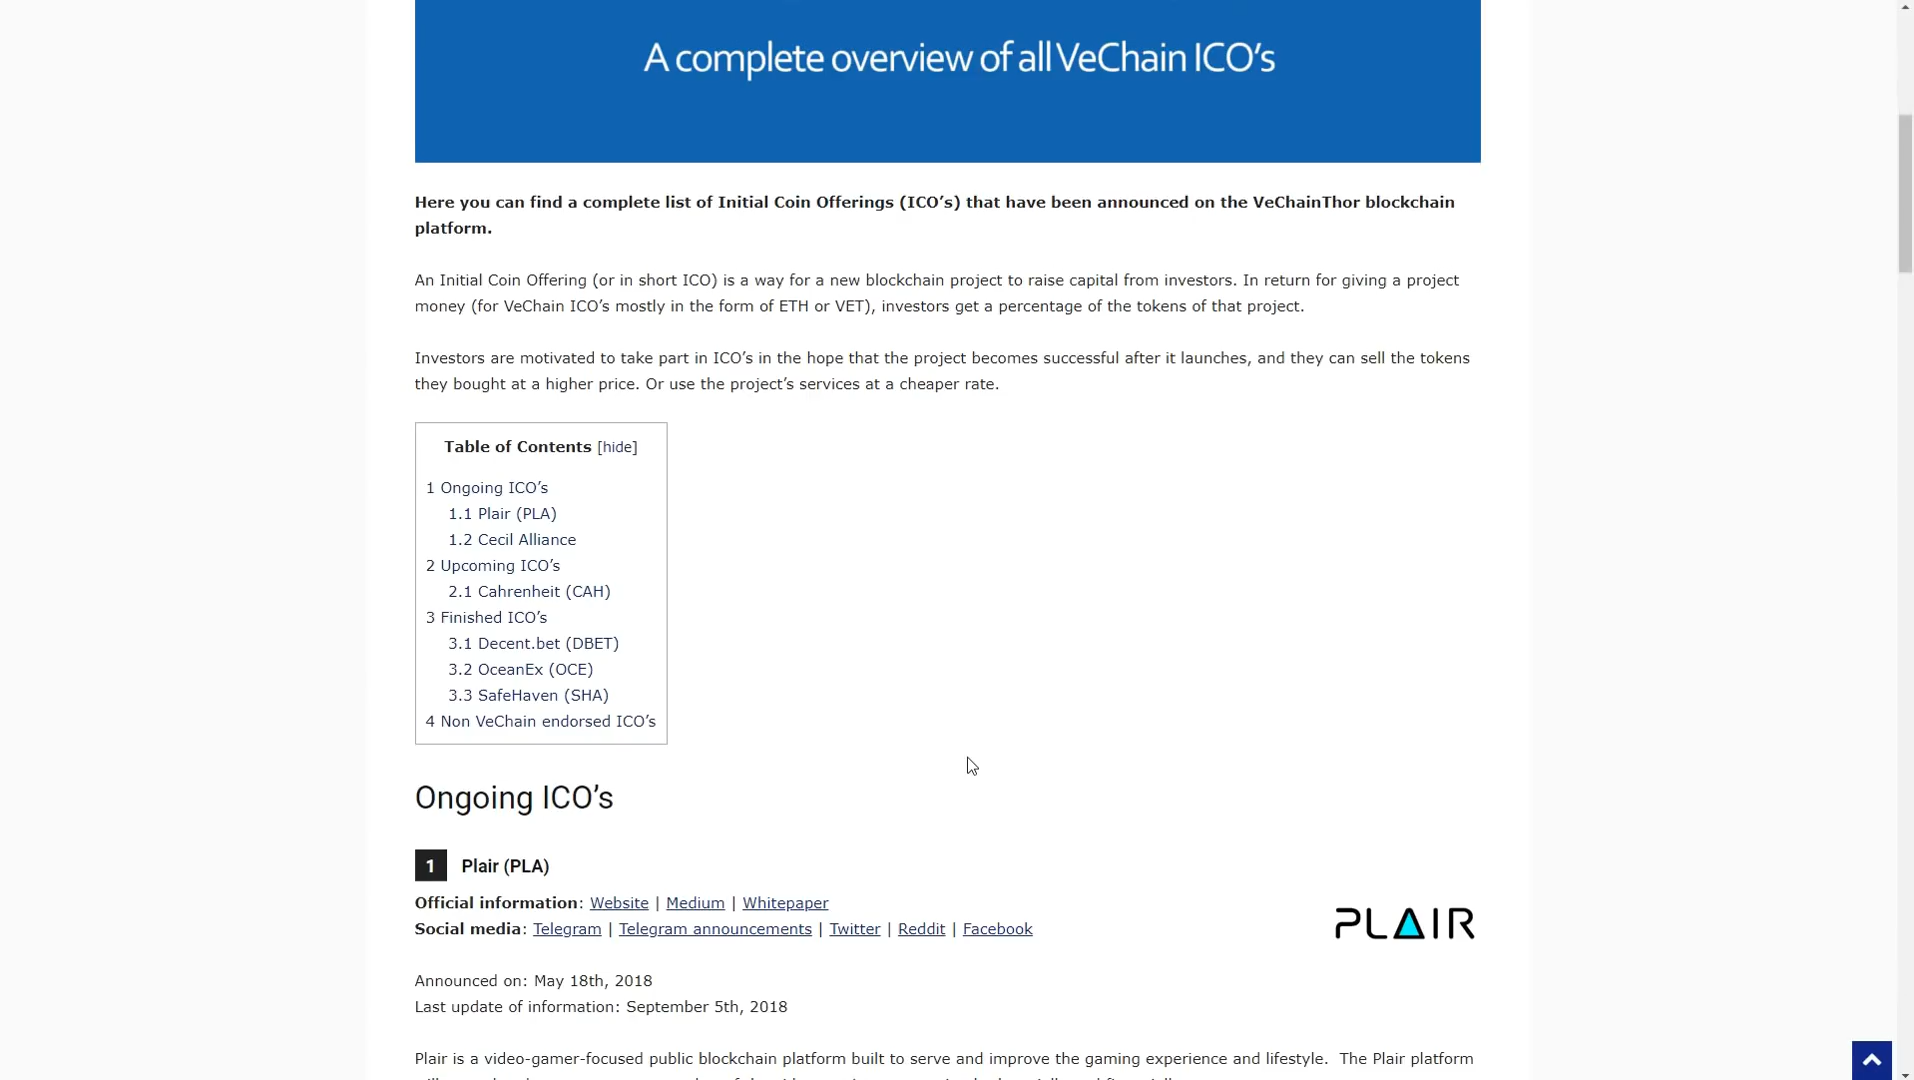 A complete overview of all VeChain ICO's
Here you can find a complete list of Initial Coin Offerings (ICO's) that have been announced on the VeChainThor blockchain
platform.
An Initial Coin Offering (or in short ICO) is a way for a new blockchain project to raise capital from investors. In return for giving a project
money (for VeChain ICO's mostly in the form of ETH or VET), investors get a percentage of the tokens of that project.
Investors are motivated to take part in ICO's in the hope that the project becomes successful after it launches, and they can sell the tokens
they bought at a higher price. Or use the project's services at a cheaper rate.
Table of Contents [hide]
1 Ongoing ICO's
1.1 Plair (PLA)
1.2 Cecil Alliance
2 Upcoming ICO's
2.1 Cahrenheit (CAH)
3 Finished ICO's
3.1 Decent.bet (DBET)
3.2 OceanEx (OCE)
3.3 SafeHaven (SHA)
4 Non VeChain endorsed ICO's
Ongoing ICO's
1 Plair (PLA)
Official information: Website | Medium | Whitepaper
Social media: Telegram | Telegram announcements | Twitter | Reddit | Facebook
PLAIR
Announced on: May 18th, 2018
Last update of information: September 5th, 2018
Plair is a video-gamer-focused public blockchain platform built to serve and improve the gaming experience and lifestyle. The Plair platform